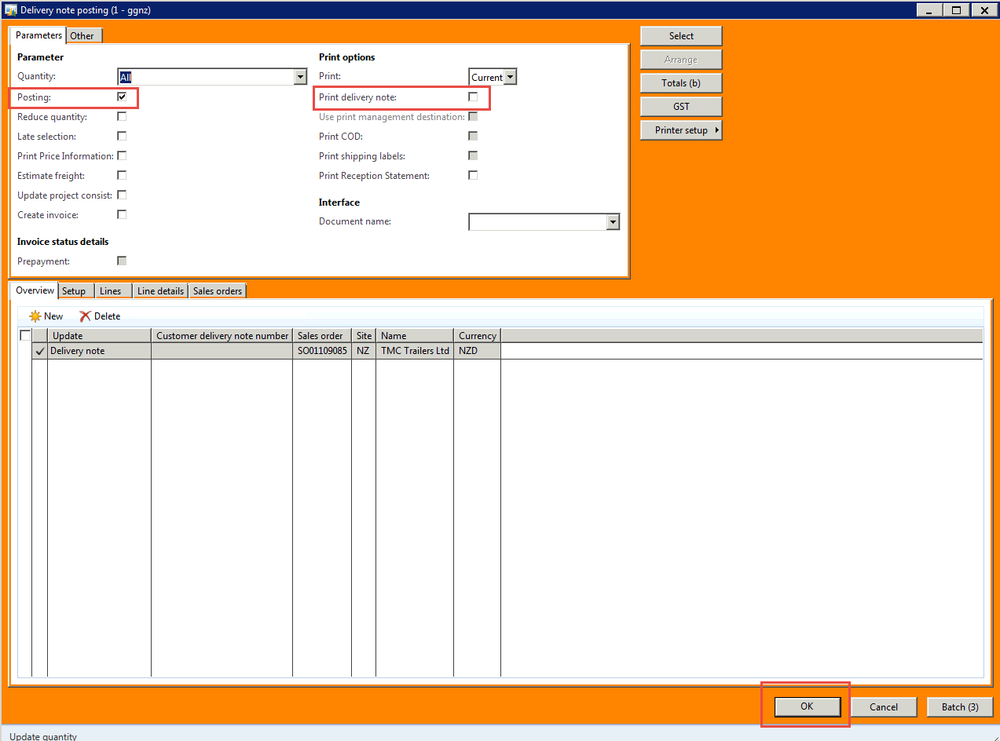 Delivery note posting (1 - ggnz)
Parameters Other
Parameter
Quantity: All
Posting:
Reduce quantity:
Late selection:
Print Price Information:
Estimate freight:
Update project consist:
Create invoice:
Invoice status details
Prepayment:
Print options
Print: Current
Print delivery note:
Use print management destination:
Print COD:
Print shipping labels:
Print Reception Statement:
Interface
Document name:
Select
Arrange
Totals (b)
GST
Printer setup
Overview Setup Lines Line details Sales orders
New Delete
Update Customer delivery note number Sales order Site Name Currency
Delivery note SO01109085 NZ TMC Trailers Ltd NZD
OK Cancel Batch (3)
Update quantity